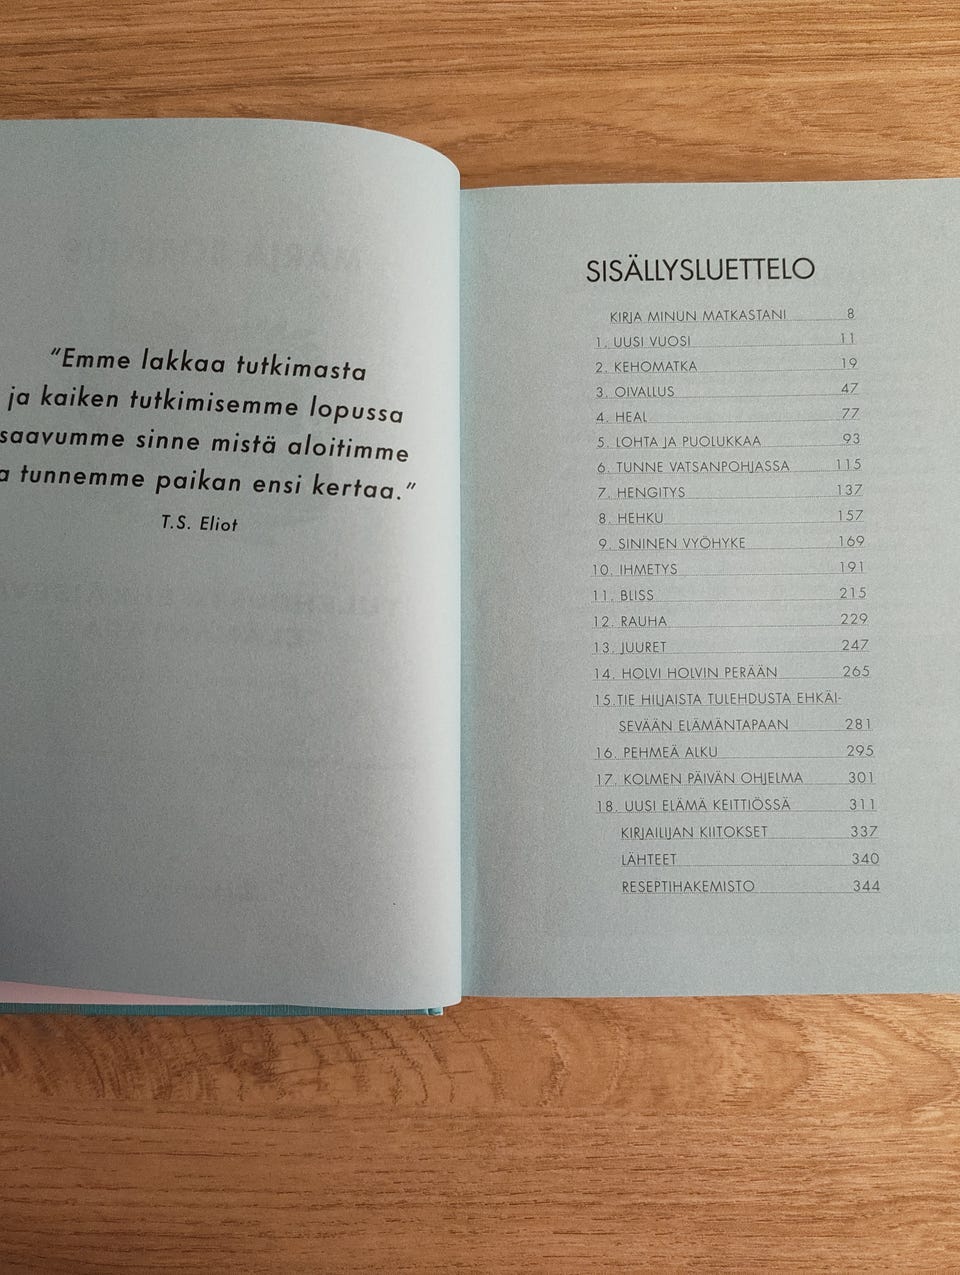 "Emme lakkaa tutkimasta
ja kaiken tutkimisemme lopussa
saavumme sinne mistä aloitimme
tunnemme paikan ensi kertaa."
T.S. Eliot
SISÄLLYSLUETTELO
KIRJA MINUN MATKASTANI 8
1. UUSI VUOSI 11
2. KEHOMATKA 19
3. OIVALLUS 47
4. HEAL 77
5. LOHTA JA PUOLUKKAA 93
6. TUNNE VATSANPOHJASSA 115
7. HENGITYS 137
8. HEHKU 157
9. SININEN VYÖHYKE 169
10. IHMETYS 191
11. BLISS 215
12. RAUHA 229
13. JUURET 247
14. HOLVI HOLVIN PERÄÄN 265
15.TIE HILJAISTA TULEHDUSTA EHKÄI-
SEVÄÄN ELÄMÄNTAPAAN 281
16. PEHMEÄ ALKU 295
17. KOLMEN PÄIVÄN OHJELMA 301
18. UUSI ELÄMÄ KEITTIÖSSÄ 311
KIRJAILIJAN KIITOKSET 337
LÄHTEET 340
RESEPTIHAKEMISTO 344